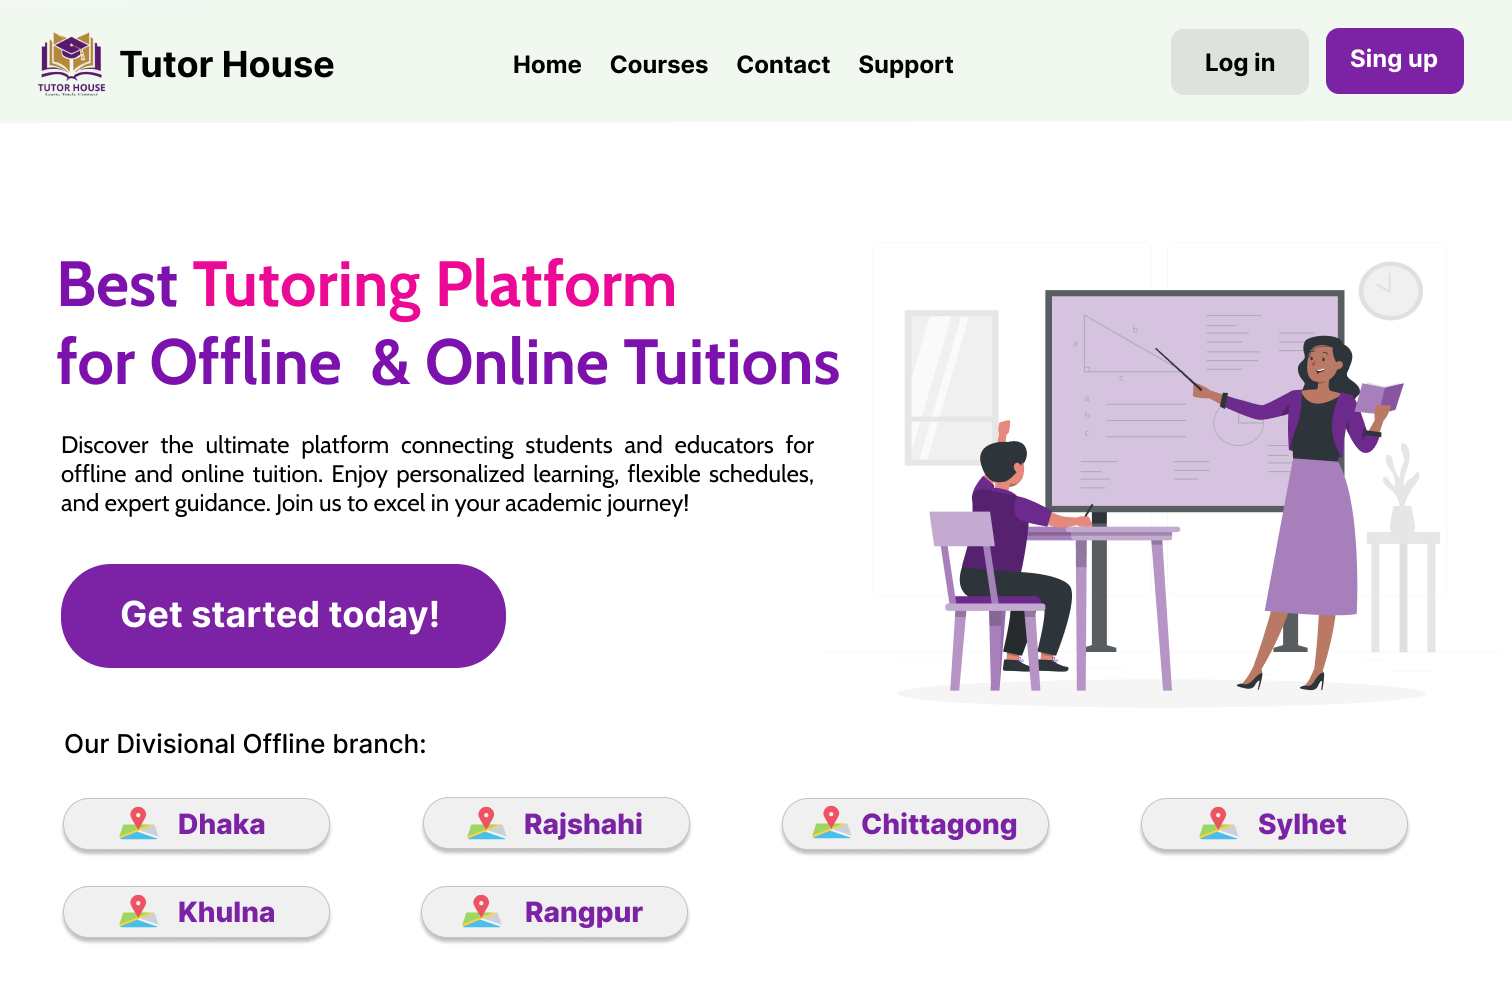 TUTOR HOUSE
Learn, Teach, Connect
Tutor House
Home Courses Contact Support
Log in
Sing up
Best Tutoring Platform
for Offline & Online Tuitions
Discover the ultimate platform connecting students and educators for
offline and online tuition. Enjoy personalized learning, flexible schedules,
and expert guidance. Join us to excel in your academic journey!
Get started today!
a
b
c
a
b
c
Our Divisional Offline branch:
Dhaka
Rajshahi
Chittagong
Sylhet
Khulna
Rangpur